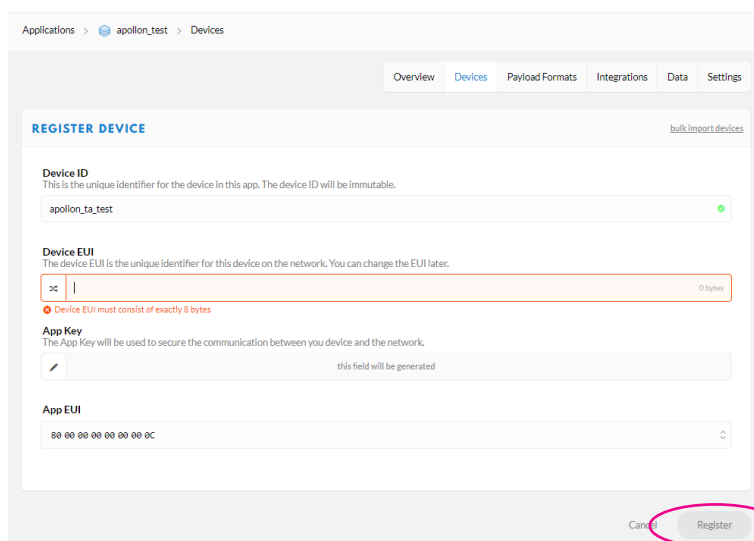 Applications > apollon_test > Devices
Overview Devices Payload Formats Integrations Data Settings
REGISTER DEVICE bulk import devices
Device ID
This is the unique identifier for the device in this app. The device ID will be immutable.
apollon_ta_test
Device EUI
The device EUI is the unique identifier for this device on the network. You can change the EUI later.
0 bytes
Device EUI must consist of exactly 8 bytes
App Key
The App Key will be used to secure the communication between you device and the network.
this field will be generated
App EUI
80 00 00 00 00 00 00 0C
Cancel Register